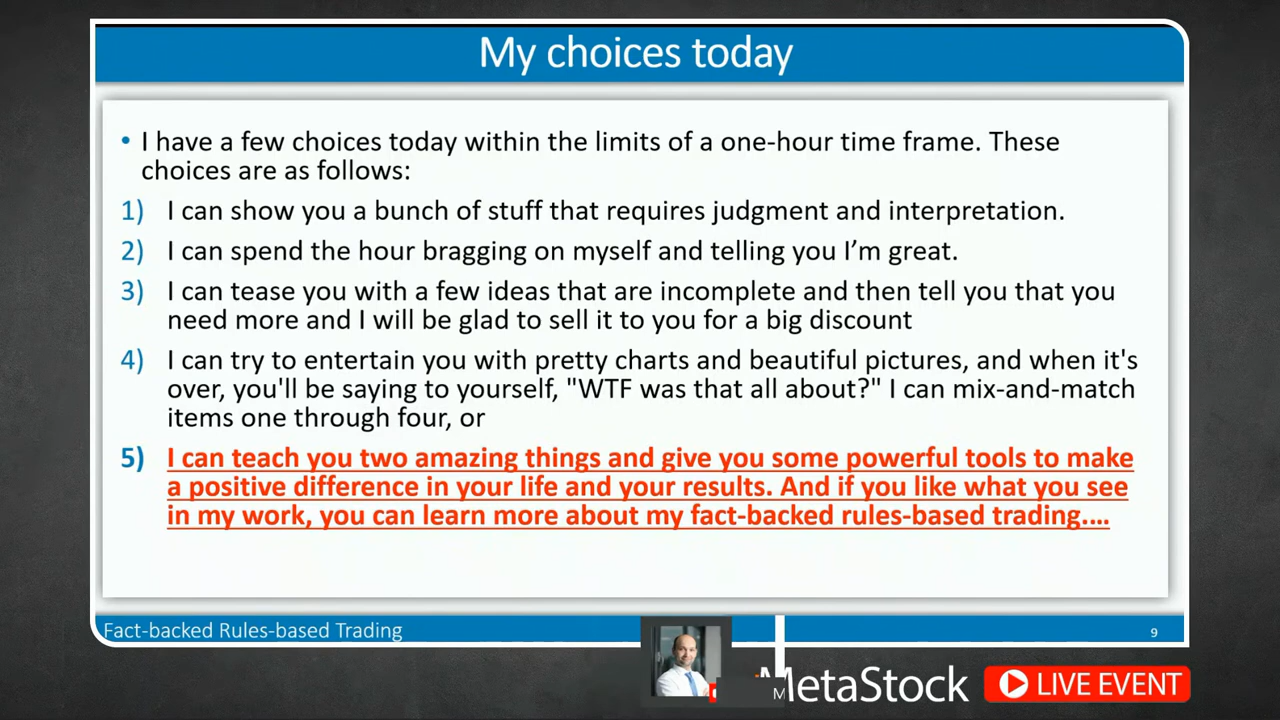 My choices today
• I have a few choices today within the limits of a one-hour time frame. These
choices are as follows:
1) I can show you a bunch of stuff that requires judgment and interpretation.
2) I can spend the hour bragging on myself and telling you I’m great.
3) I can tease you with a few ideas that are incomplete and then tell you that you
need more and I will be glad to sell it to you for a big discount
4) I can try to entertain you with pretty charts and beautiful pictures, and when it's
over, you'll be saying to yourself, "WTF was that all about?" I can mix-and-match
items one through four, or
5) I can teach you two amazing things and give you some powerful tools to make
a positive difference in your life and your results. And if you like what you see
in my work, you can learn more about my fact-backed rules-based trading....
Fact-backed Rules-based Trading
9
M
MetaStock
LIVE EVENT